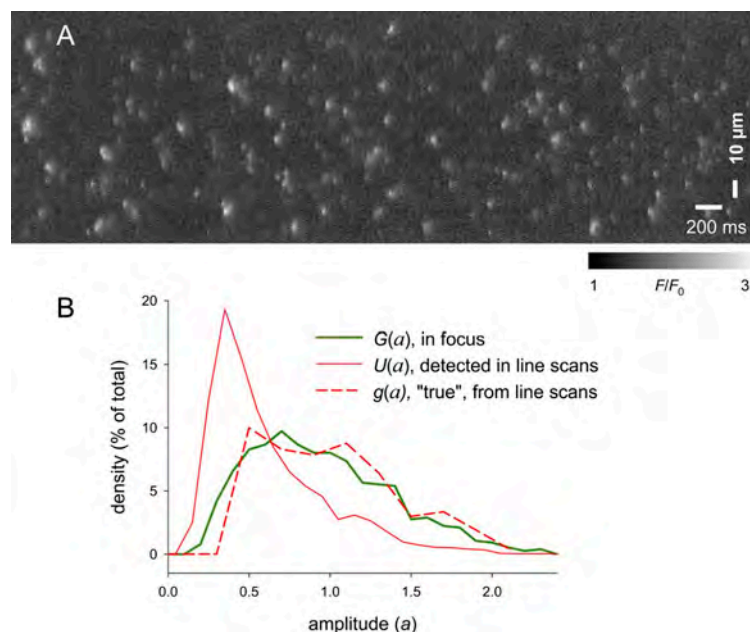 A
10 µm
200 ms
1 F/F0 3
B
20
15
10
5
0
density (% of total)
G(a), in focus
U(a), detected in line scans
g(a), "true", from line scans
0.0 0.5 1.0 1.5 2.0
amplitude (a)